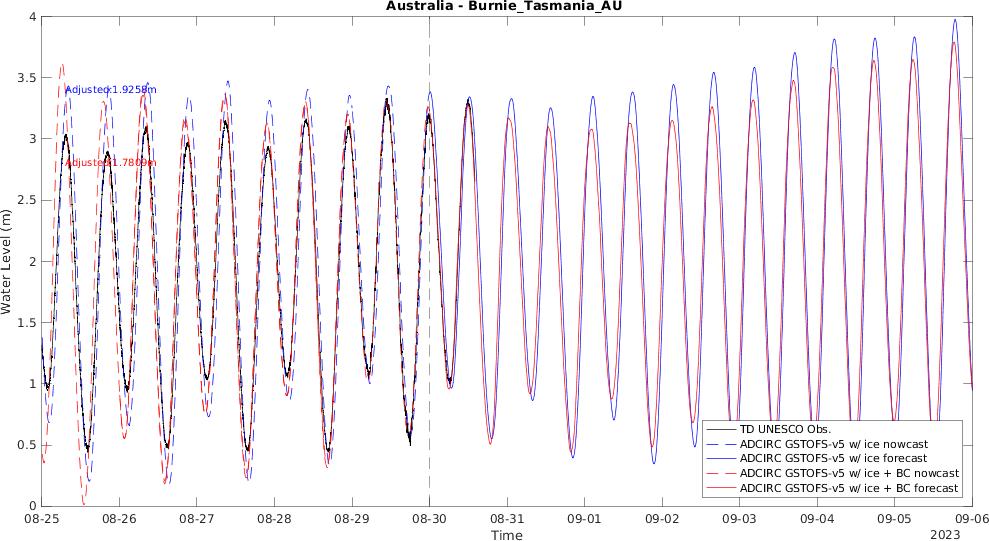 Australia - Burnie_Tasmania_AU
Water Level (m)
4
3.5
3
2.5
2
1.5
1
0.5
0
Adjusted:1.9258m
Adjusted:1.7809m
TD UNESCO Obs.
ADCIRC GSTOFS-v5 w/ ice nowcast
ADCIRC GSTOFS-v5 w/ ice forecast
ADCIRC GSTOFS-v5 w/ ice + BC nowcast
ADCIRC GSTOFS-v5 w/ ice + BC forecast
08-25 08-26 08-27 08-28 08-29 08-30 08-31 09-01 09-02 09-03 09-04 09-05 09-06
Time
2023